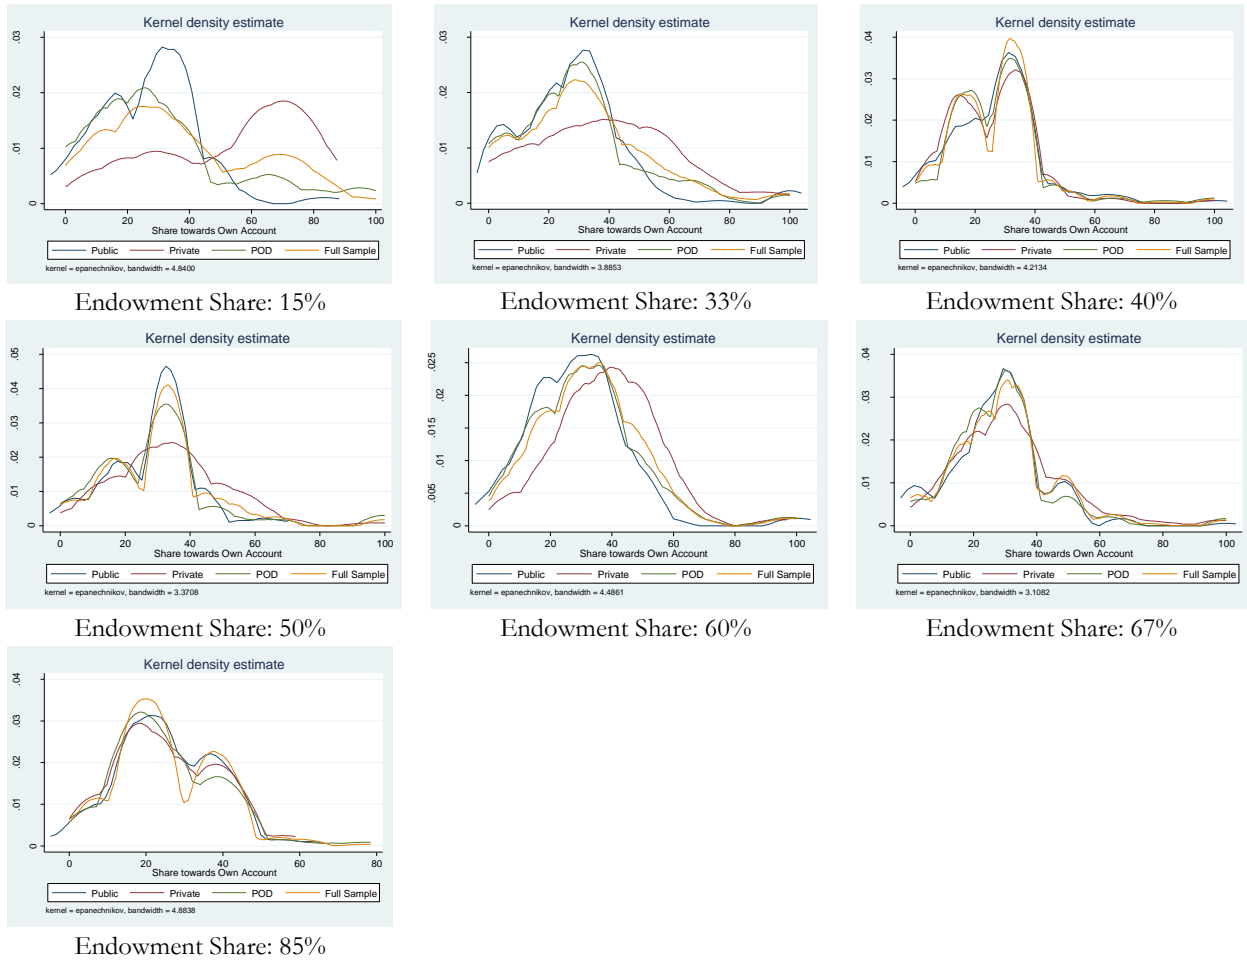 Kernel density estimate
.03
.02
.01
0
0 20 40 60 80 100
Share towards Own Account
Public Private POD Full Sample
kernel = epanechnikov, bandwidth = 4.8400
Endowment Share: 15%
Kernel density estimate
.03
.02
.01
0
0 20 40 60 80 100
Share towards Own Account
Public Private POD Full Sample
kernel = epanechnikov, bandwidth = 3.8853
Endowment Share: 33%
Kernel density estimate
.04
.03
.02
.01
0
0 20 40 60 80 100
Share towards Own Account
Public Private POD Full Sample
kernel = epanechnikov, bandwidth = 4.2134
Endowment Share: 40%
Kernel density estimate
.05
.04
.03
.02
.01
0
0 20 40 60 80 100
Share towards Own Account
Public Private POD Full Sample
kernel = epanechnikov, bandwidth = 3.3708
Endowment Share: 50%
Kernel density estimate
.025
.02
.015
.01
.005
0
0 20 40 60 80 100
Share towards Own Account
Public Private POD Full Sample
kernel = epanechnikov, bandwidth = 4.4861
Endowment Share: 60%
Kernel density estimate
.04
.03
.02
.01
0
0 20 40 60 80 100
Share towards Own Account
Public Private POD Full Sample
kernel = epanechnikov, bandwidth = 3.1082
Endowment Share: 67%
Kernel density estimate
.04
.03
.02
.01
0
0 20 40 60 80
Share towards Own Account
Public Private POD Full Sample
kernel = epanechnikov, bandwidth = 4.8838
Endowment Share: 85%